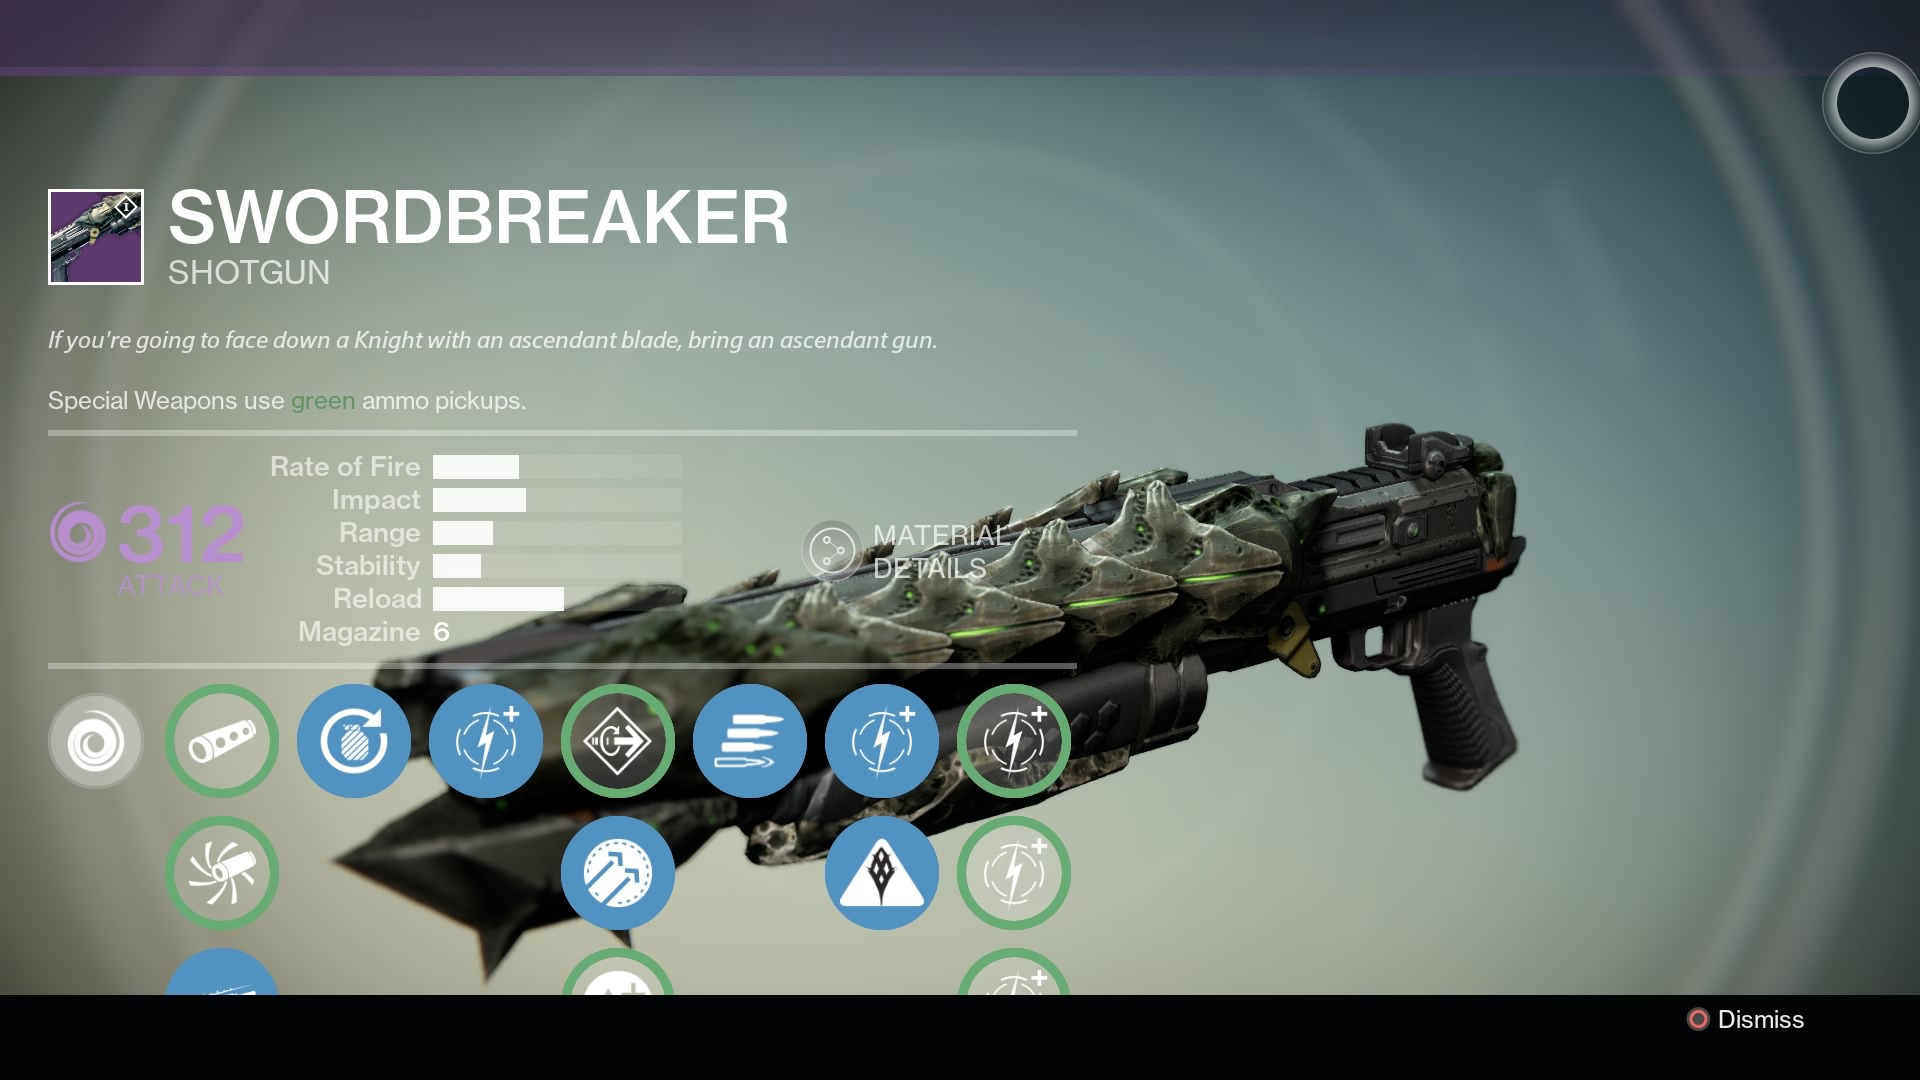 SWORDBREAKER
SHOTGUN
If you're going to face down a Knight with an ascendant blade, bring an ascendant gun.
Special Weapons use green ammo pickups.
312
ATTACK
Rate of Fire
Impact
Range
Stability
Reload
Magazine 6
MATERIAL
DETAILS
Dismiss